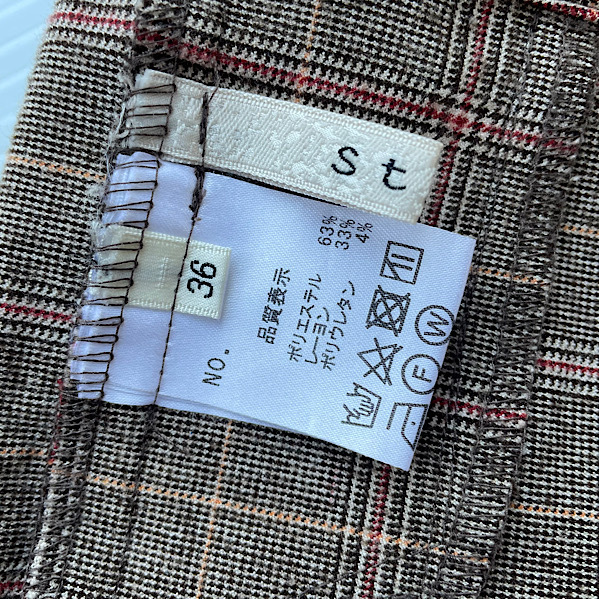 st
36
NO.
品質表示
ポリエステル 63%
レーヨン 33%
ポリウレタン 4%
W
F